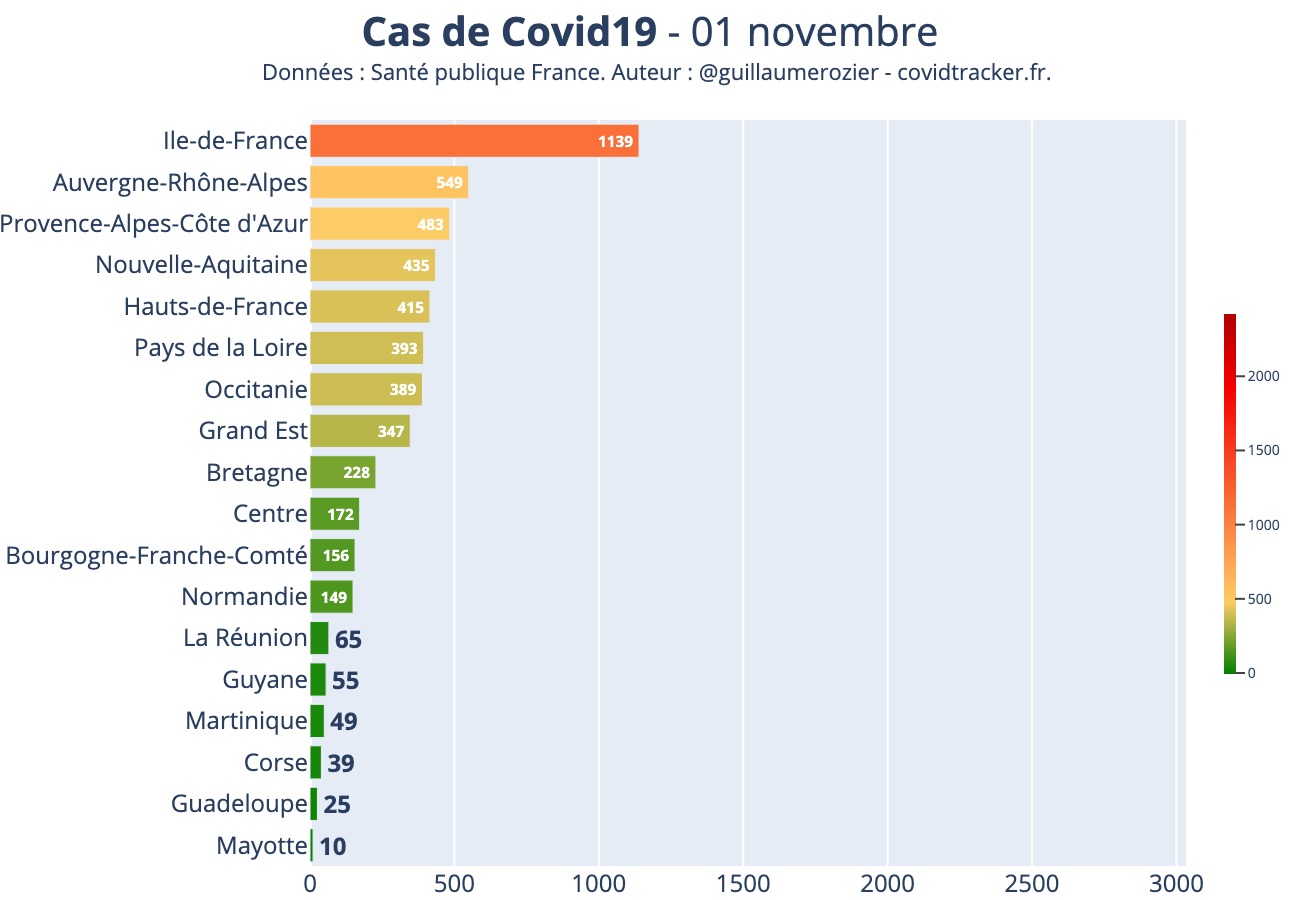 Cas de Covid19 - 01 novembre
Données : Santé publique France. Auteur : @guillaumerozier - covidtracker.fr.
Ile-de-France 1139
Auvergne-Rhône-Alpes 549
Provence-Alpes-Côte d'Azur 483
Nouvelle-Aquitaine 435
Hauts-de-France 415
Pays de la Loire 393
Occitanie 389
Grand Est 347
Bretagne 228
Centre 172
Bourgogne-Franche-Comté 156
Normandie 149
La Réunion 65
Guyane 55
Martinique 49
Corse 39
Guadeloupe 25
Mayotte 10
0 500 1000 1500 2000 2500 3000
2000
1500
1000
500
0